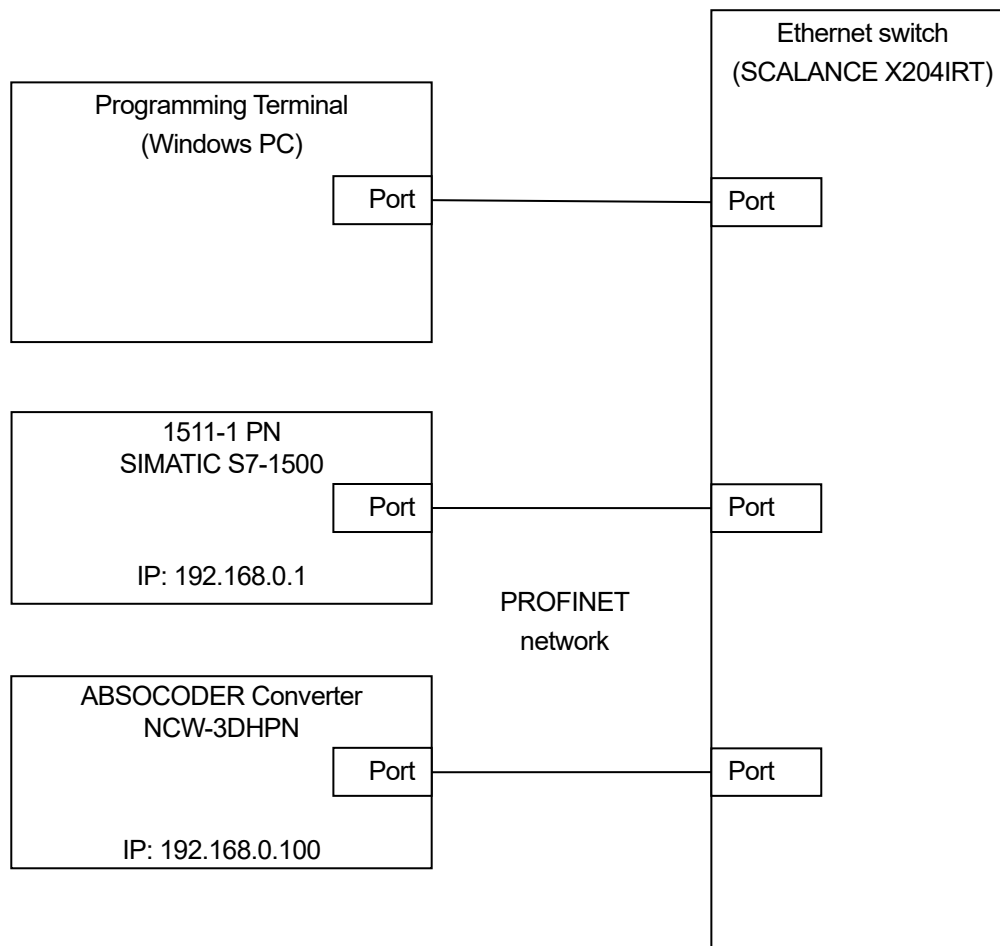 Ethernet switch
(SCALANCE X204IRT)
Programming Terminal
(Windows PC)
Port
Port
1511-1 PN
SIMATIC S7-1500
Port
Port
IP: 192.168.0.1
PROFINET
network
ABSOCODER Converter
NCW-3DHPN
Port
Port
IP: 192.168.0.100